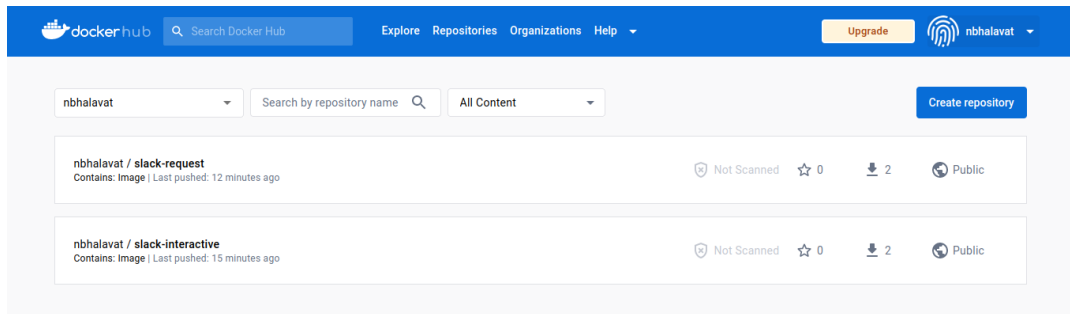 dockerhub Search Docker Hub Explore Repositories Organizations Help Upgrade nbhalavat
nbhalavat Search by repository name All Content Create repository
nbhalavat / slack-request
Contains: Image | Last pushed: 12 minutes ago
Not Scanned 0 2 Public
nbhalavat / slack-interactive
Contains: Image | Last pushed: 15 minutes ago
Not Scanned 0 2 Public